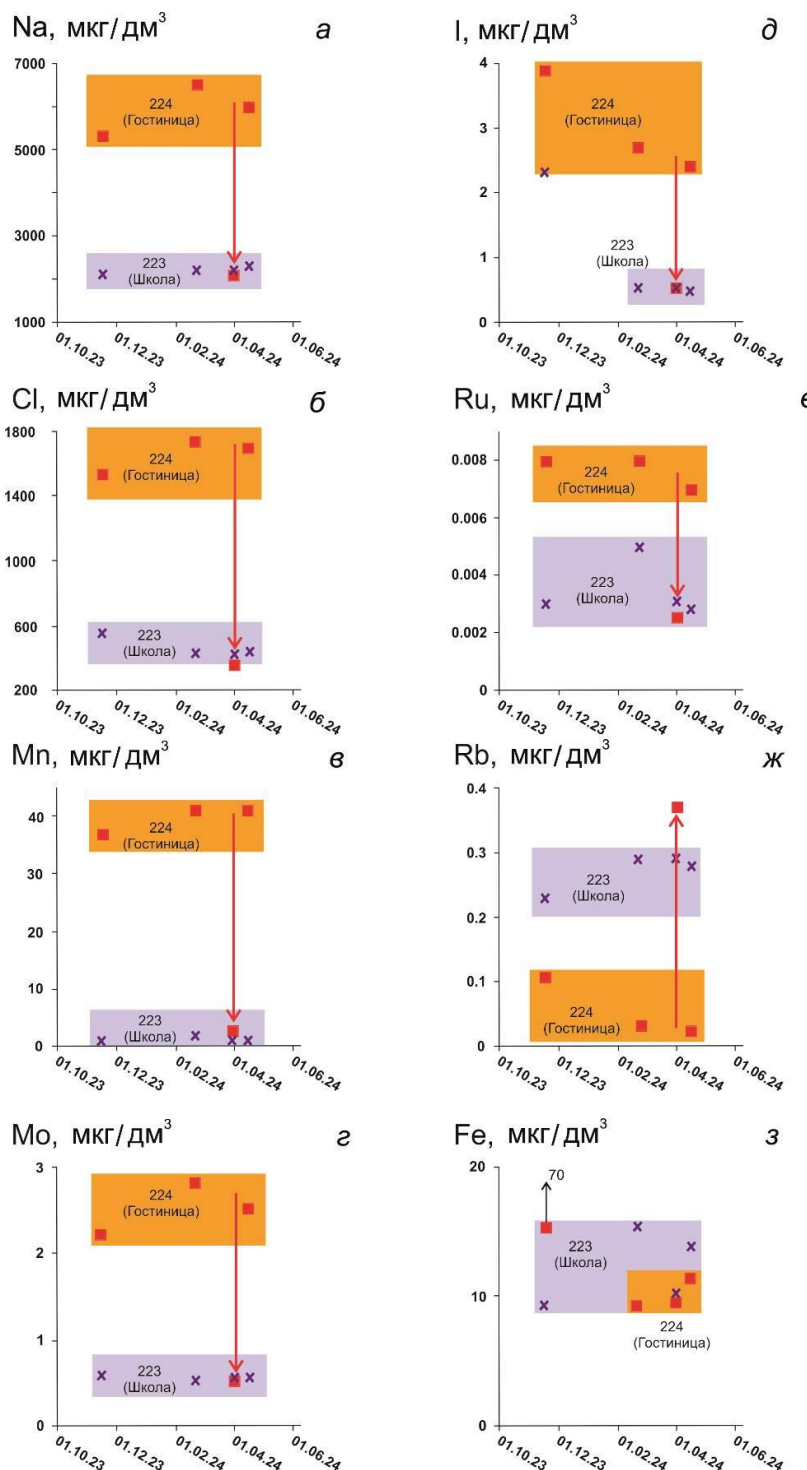 Na, мкг/дм³ а
7000
5000
3000
1000
224
(Гостиница)
223
(Школа)
01.10.23 01.12.23 01.02.24 01.04.24 01.06.24
I, мкг/дм³ д
4
3
2
1
0
224
(Гостиница)
223
(Школа)
01.10.23 01.12.23 01.02.24 01.04.24 01.06.24
Cl, мкг/дм³ б
1800
1400
1000
600
200
224
(Гостиница)
223
(Школа)
01.10.23 01.12.23 01.02.24 01.04.24 01.06.24
Ru, мкг/дм³ е
0.008
0.006
0.004
0.002
0
224
(Гостиница)
223
(Школа)
01.10.23 01.12.23 01.02.24 01.04.24 01.06.24
Mn, мкг/дм³ в
40
30
20
10
0
224
(Гостиница)
223
(Школа)
01.10.23 01.12.23 01.02.24 01.04.24 01.06.24
Rb, мкг/дм³ ж
0.4
0.3
0.2
0.1
0
223
(Школа)
224
(Гостиница)
01.10.23 01.12.23 01.02.24 01.04.24 01.06.24
Mo, мкг/дм³ г
3
2
1
0
224
(Гостиница)
223
(Школа)
01.10.23 01.12.23 01.02.24 01.04.24 01.06.24
Fe, мкг/дм³ з
20
10
0
70
223
(Школа)
224
(Гостиница)
01.10.23 01.12.23 01.02.24 01.04.24 01.06.24